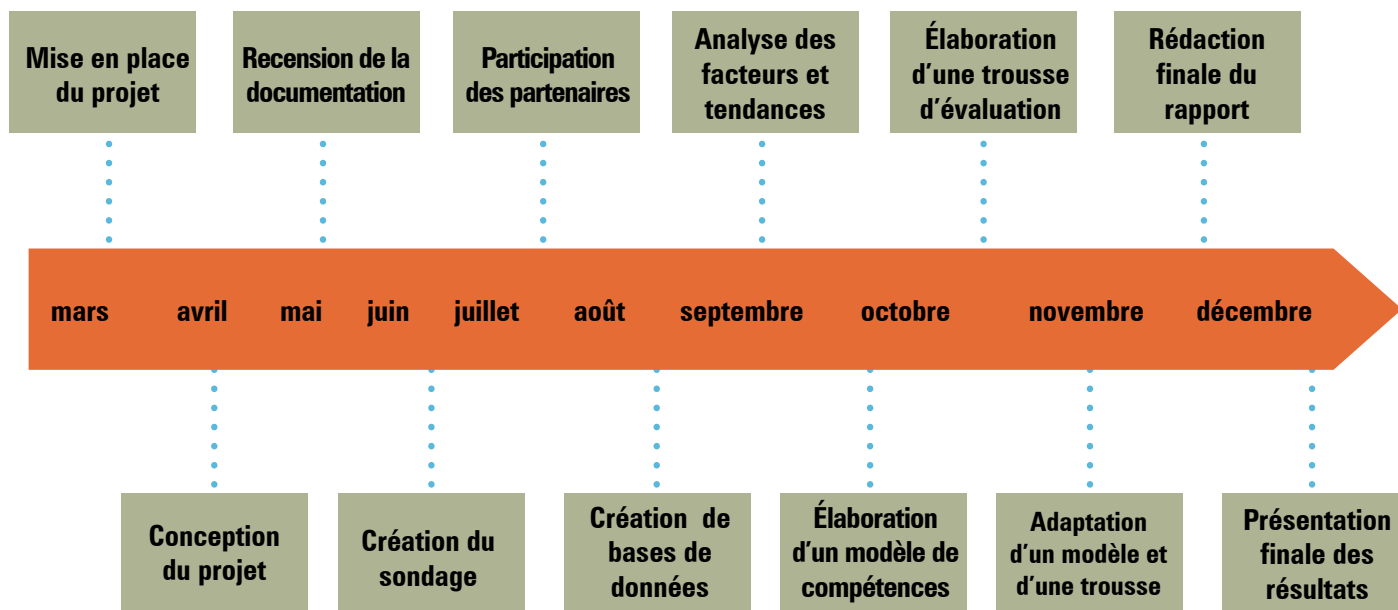 Mise en place
du projet
Recension de la
documentation
Participation
des partenaires
Analyse des
facteurs et
tendances
Élaboration
d'une trousse
d'évaluation
Rédaction
finale du
rapport
mars avril mai juin juillet août septembre octobre novembre décembre
Conception
du projet
Création du
sondage
Création de
bases de
données
Élaboration
d'un modèle de
compétences
Adaptation
d'un modèle et
d'une trousse
Présentation
finale des
résultats